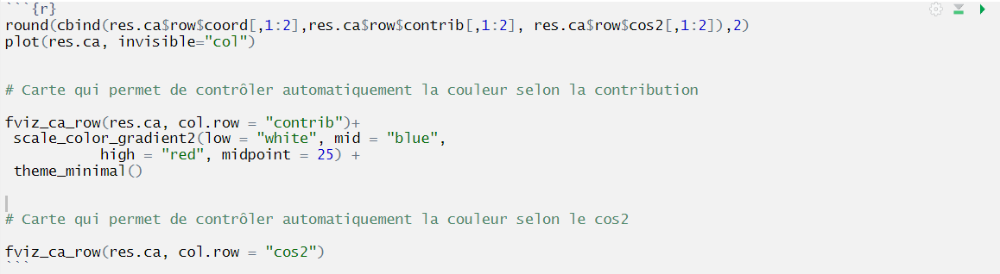 ```{r}
round(cbind(res.ca$row$coord[,1:2],res.ca$row$contrib[,1:2], res.ca$row$cos2[,1:2]),2)
plot(res.ca, invisible="col")
# Carte qui permet de contrôler automatiquement la couleur selon la contribution
fviz_ca_row(res.ca, col.row = "contrib")+
 scale_color_gradient2(low = "white", mid = "blue",
           high = "red", midpoint = 25) +
 theme_minimal()
# Carte qui permet de contrôler automatiquement la couleur selon le cos2
fviz_ca_row(res.ca, col.row = "cos2")
```